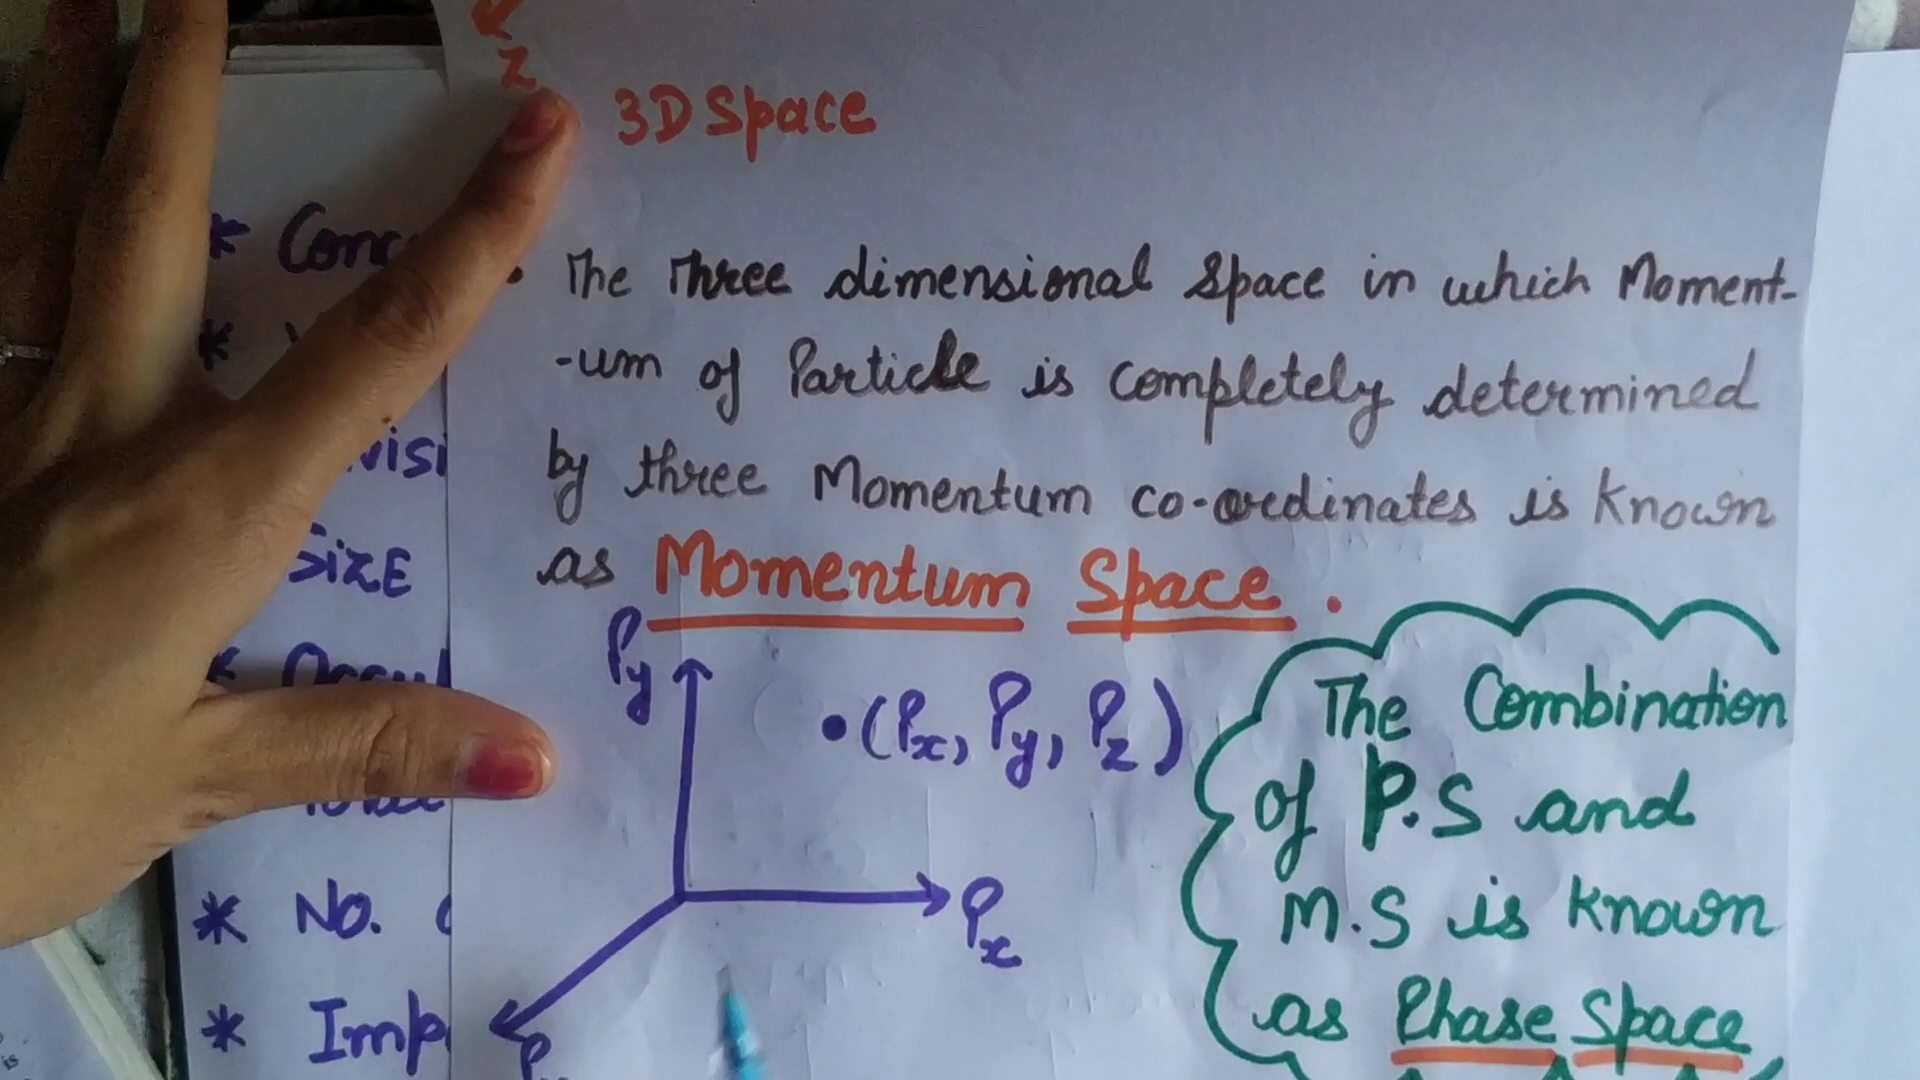 z
3D Space
* Conc
• The Three dimensional Space in which Moment-
-um of Particle is completely determined
by three Momentum co-ordinates is known
as Momentum Space.
SIZE
Py
•(Px, Py, Pz)
Px
The Combination
of P.S and
M.S is known
as Phase Space
* No.
* Imp
is